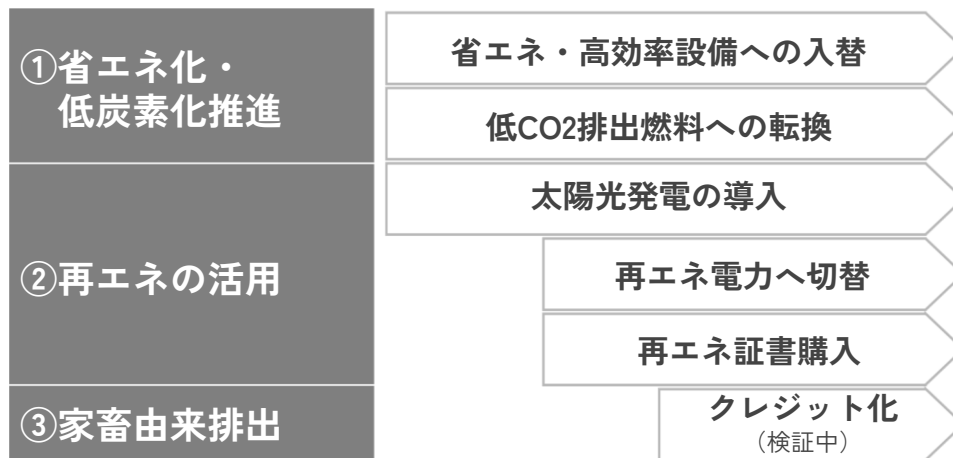 ①省エネ化・
低炭素化推進
省エネ・高効率設備への入替
低CO2排出燃料への転換
②再エネの活用
太陽光発電の導入
再エネ電力へ切替
再エネ証書購入
③家畜由来排出
クレジット化
（検証中）